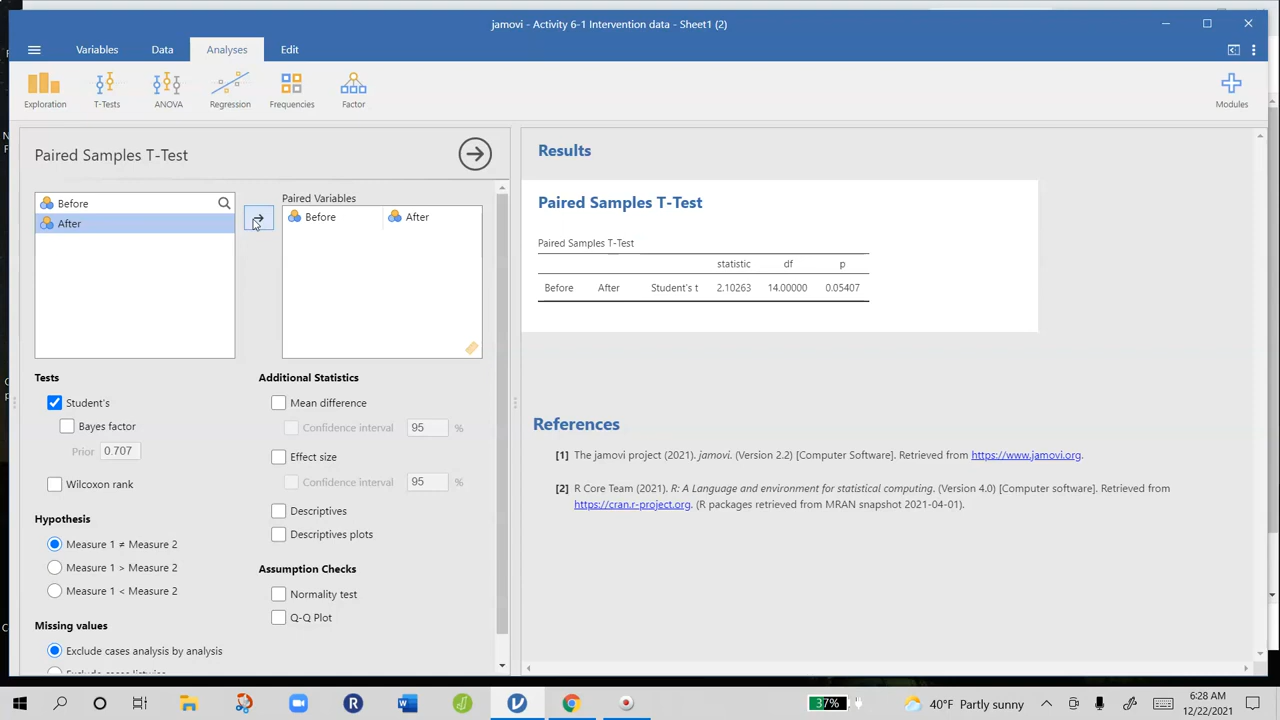 jamovi - Activity 6-1 Intervention data - Sheet1 (2)
Variables
Data
Analyses
Edit
Exploration
T-Tests
ANOVA
Regression
Frequencies
Factor
Modules
Paired Samples T-Test
Before
After
Paired Variables
Before After
Tests
Student's
Bayes factor
Prior 0.707
Wilcoxon rank
Hypothesis
Measure 1 ≠ Measure 2
Measure 1 > Measure 2
Measure 1 < Measure 2
Missing values
Exclude cases analysis by analysis
Exclude cases listwise
Additional Statistics
Mean difference
Confidence interval 95 %
Effect size
Confidence interval 95 %
Descriptives
Descriptives plots
Assumption Checks
Normality test
Q-Q Plot
Results
Paired Samples T-Test
Paired Samples T-Test
statistic df p
Before After Student's t 2.10263 14.00000 0.05407
References
[1] The jamovi project (2021). jamovi. (Version 2.2) [Computer Software]. Retrieved from https://www.jamovi.org.
[2] R Core Team (2021). R: A Language and environment for statistical computing. (Version 4.0) [Computer software]. Retrieved from
https://cran.r-project.org. (R packages retrieved from MRAN snapshot 2021-04-01).
37%
40°F Partly sunny
6:28 AM
12/22/2021